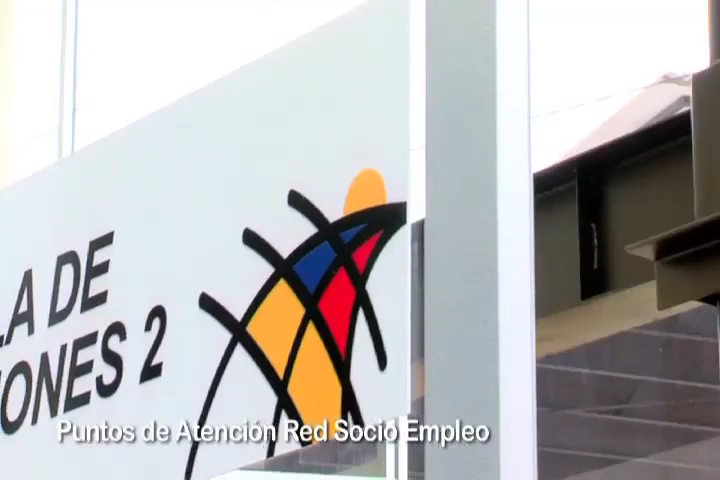 LA DE
IONES 2
Puntos de Atención Red Socio Empleo